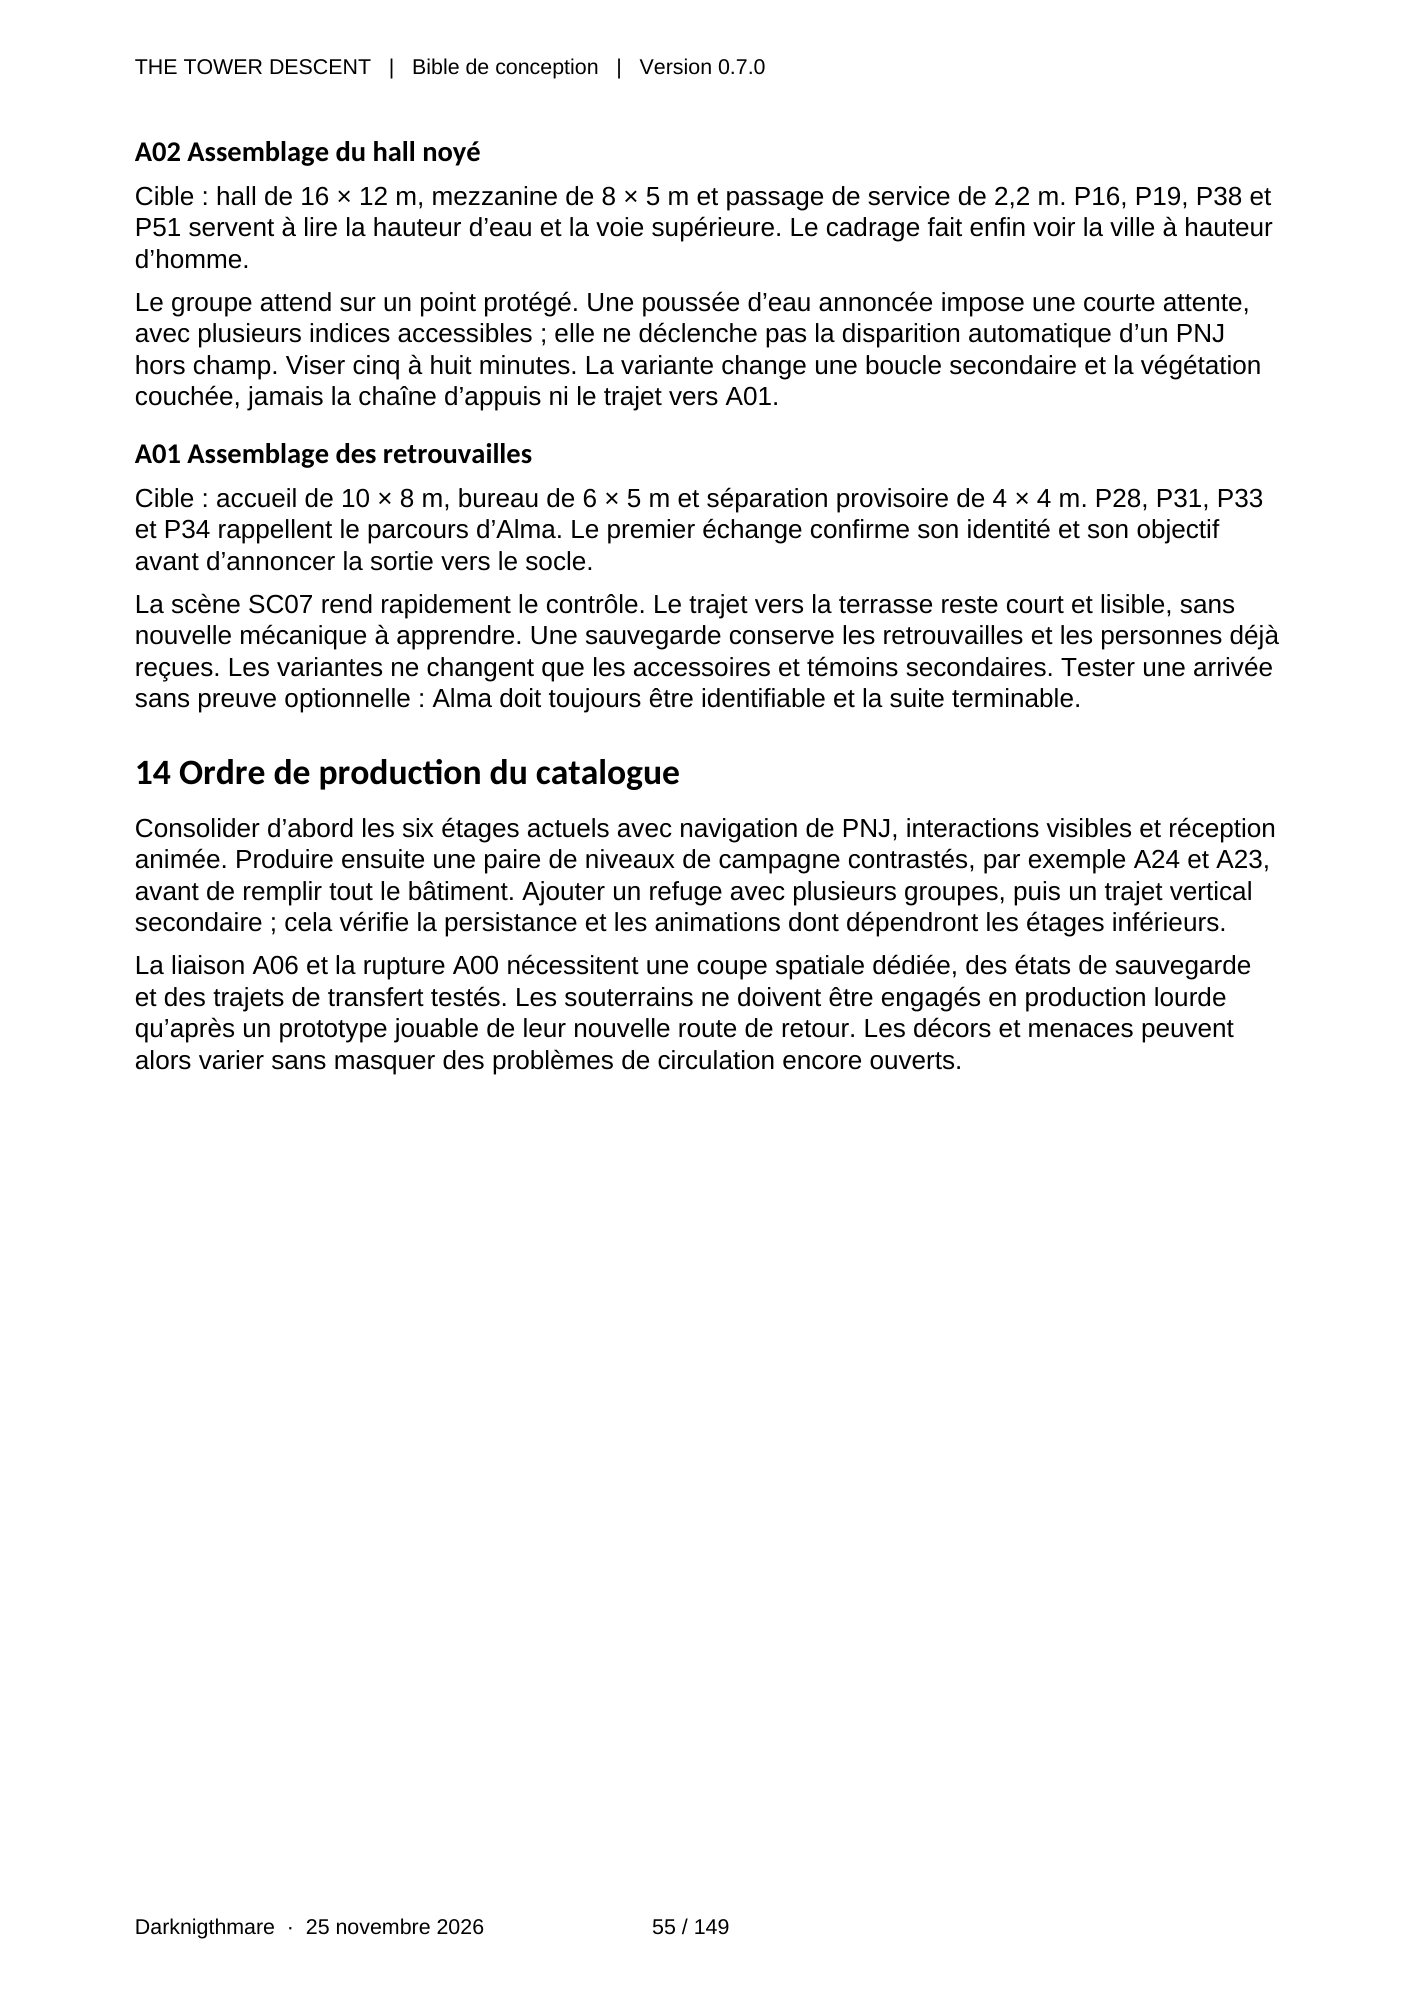 THE TOWER DESCENT | Bible de conception | Version 0.7.0
A02 Assemblage du hall noyé
Cible : hall de 16 × 12 m, mezzanine de 8 × 5 m et passage de service de 2,2 m. P16, P19, P38 et
P51 servent à lire la hauteur d’eau et la voie supérieure. Le cadrage fait enfin voir la ville à hauteur
d’homme.
Le groupe attend sur un point protégé. Une poussée d’eau annoncée impose une courte attente,
avec plusieurs indices accessibles ; elle ne déclenche pas la disparition automatique d’un PNJ
hors champ. Viser cinq à huit minutes. La variante change une boucle secondaire et la végétation
couchée, jamais la chaîne d’appuis ni le trajet vers A01.
A01 Assemblage des retrouvailles
Cible : accueil de 10 × 8 m, bureau de 6 × 5 m et séparation provisoire de 4 × 4 m. P28, P31, P33
et P34 rappellent le parcours d’Alma. Le premier échange confirme son identité et son objectif
avant d’annoncer la sortie vers le socle.
La scène SC07 rend rapidement le contrôle. Le trajet vers la terrasse reste court et lisible, sans
nouvelle mécanique à apprendre. Une sauvegarde conserve les retrouvailles et les personnes déjà
reçues. Les variantes ne changent que les accessoires et témoins secondaires. Tester une arrivée
sans preuve optionnelle : Alma doit toujours être identifiable et la suite terminable.
14 Ordre de production du catalogue
Consolider d’abord les six étages actuels avec navigation de PNJ, interactions visibles et réception
animée. Produire ensuite une paire de niveaux de campagne contrastés, par exemple A24 et A23,
avant de remplir tout le bâtiment. Ajouter un refuge avec plusieurs groupes, puis un trajet vertical
secondaire ; cela vérifie la persistance et les animations dont dépendront les étages inférieurs.
La liaison A06 et la rupture A00 nécessitent une coupe spatiale dédiée, des états de sauvegarde
et des trajets de transfert testés. Les souterrains ne doivent être engagés en production lourde
qu’après un prototype jouable de leur nouvelle route de retour. Les décors et menaces peuvent
alors varier sans masquer des problèmes de circulation encore ouverts.
Darknigthmare · 25 novembre 2026 55 / 149